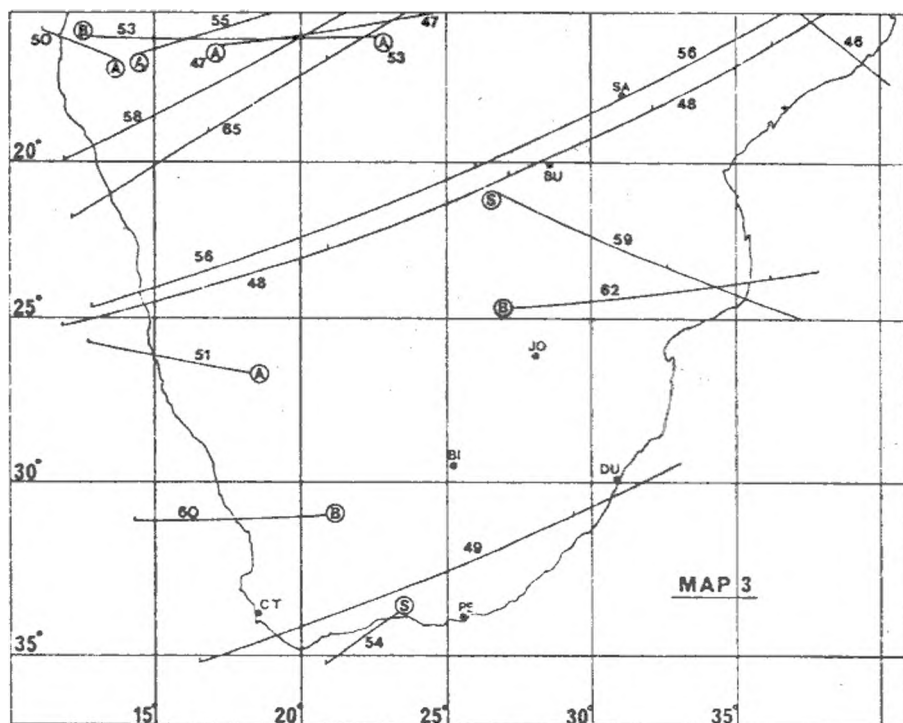 B 53 55 47
50 A A 47 A A 53
56 46
SA
58 65 48
20°
BU
S
59
56
48 62
B
25°
JO
51 A
BI
30° DU
60 B
49
MAP 3
CT S PE
54
35°
15° 20° 25° 30° 35°